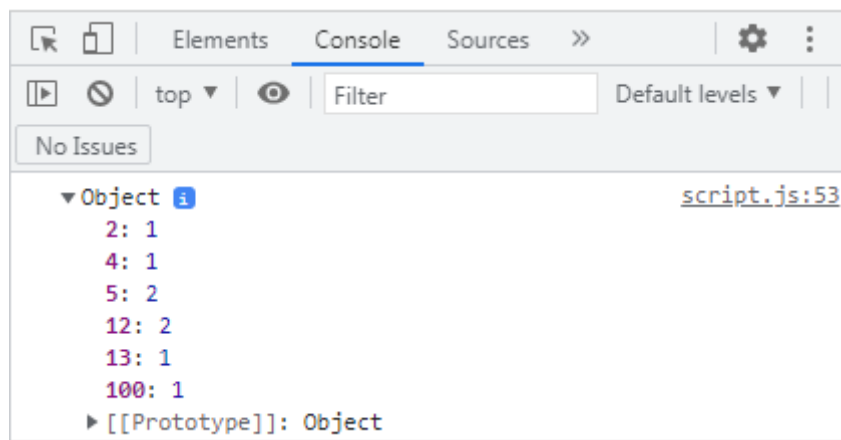 Elements Console Sources »
top ▼ Filter Default levels ▼
No Issues
▼Object i script.js:53
2: 1
4: 1
5: 2
12: 2
13: 1
100: 1
▶[[Prototype]]: Object